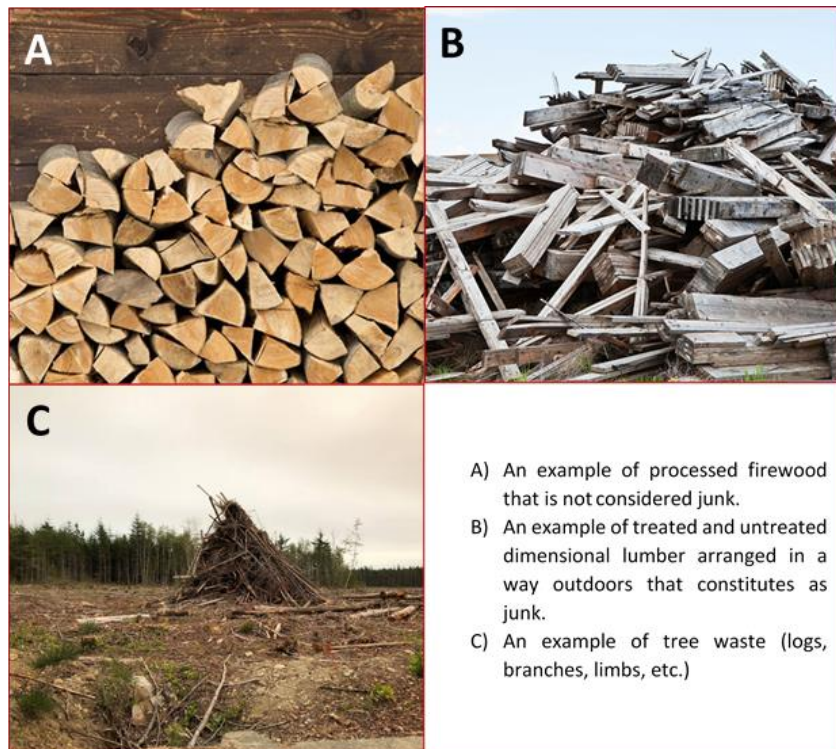 A
B
C
A) An example of processed firewood
that is not considered junk.
B) An example of treated and untreated
dimensional lumber arranged in a
way outdoors that constitutes as
junk.
C) An example of tree waste (logs,
branches, limbs, etc.)